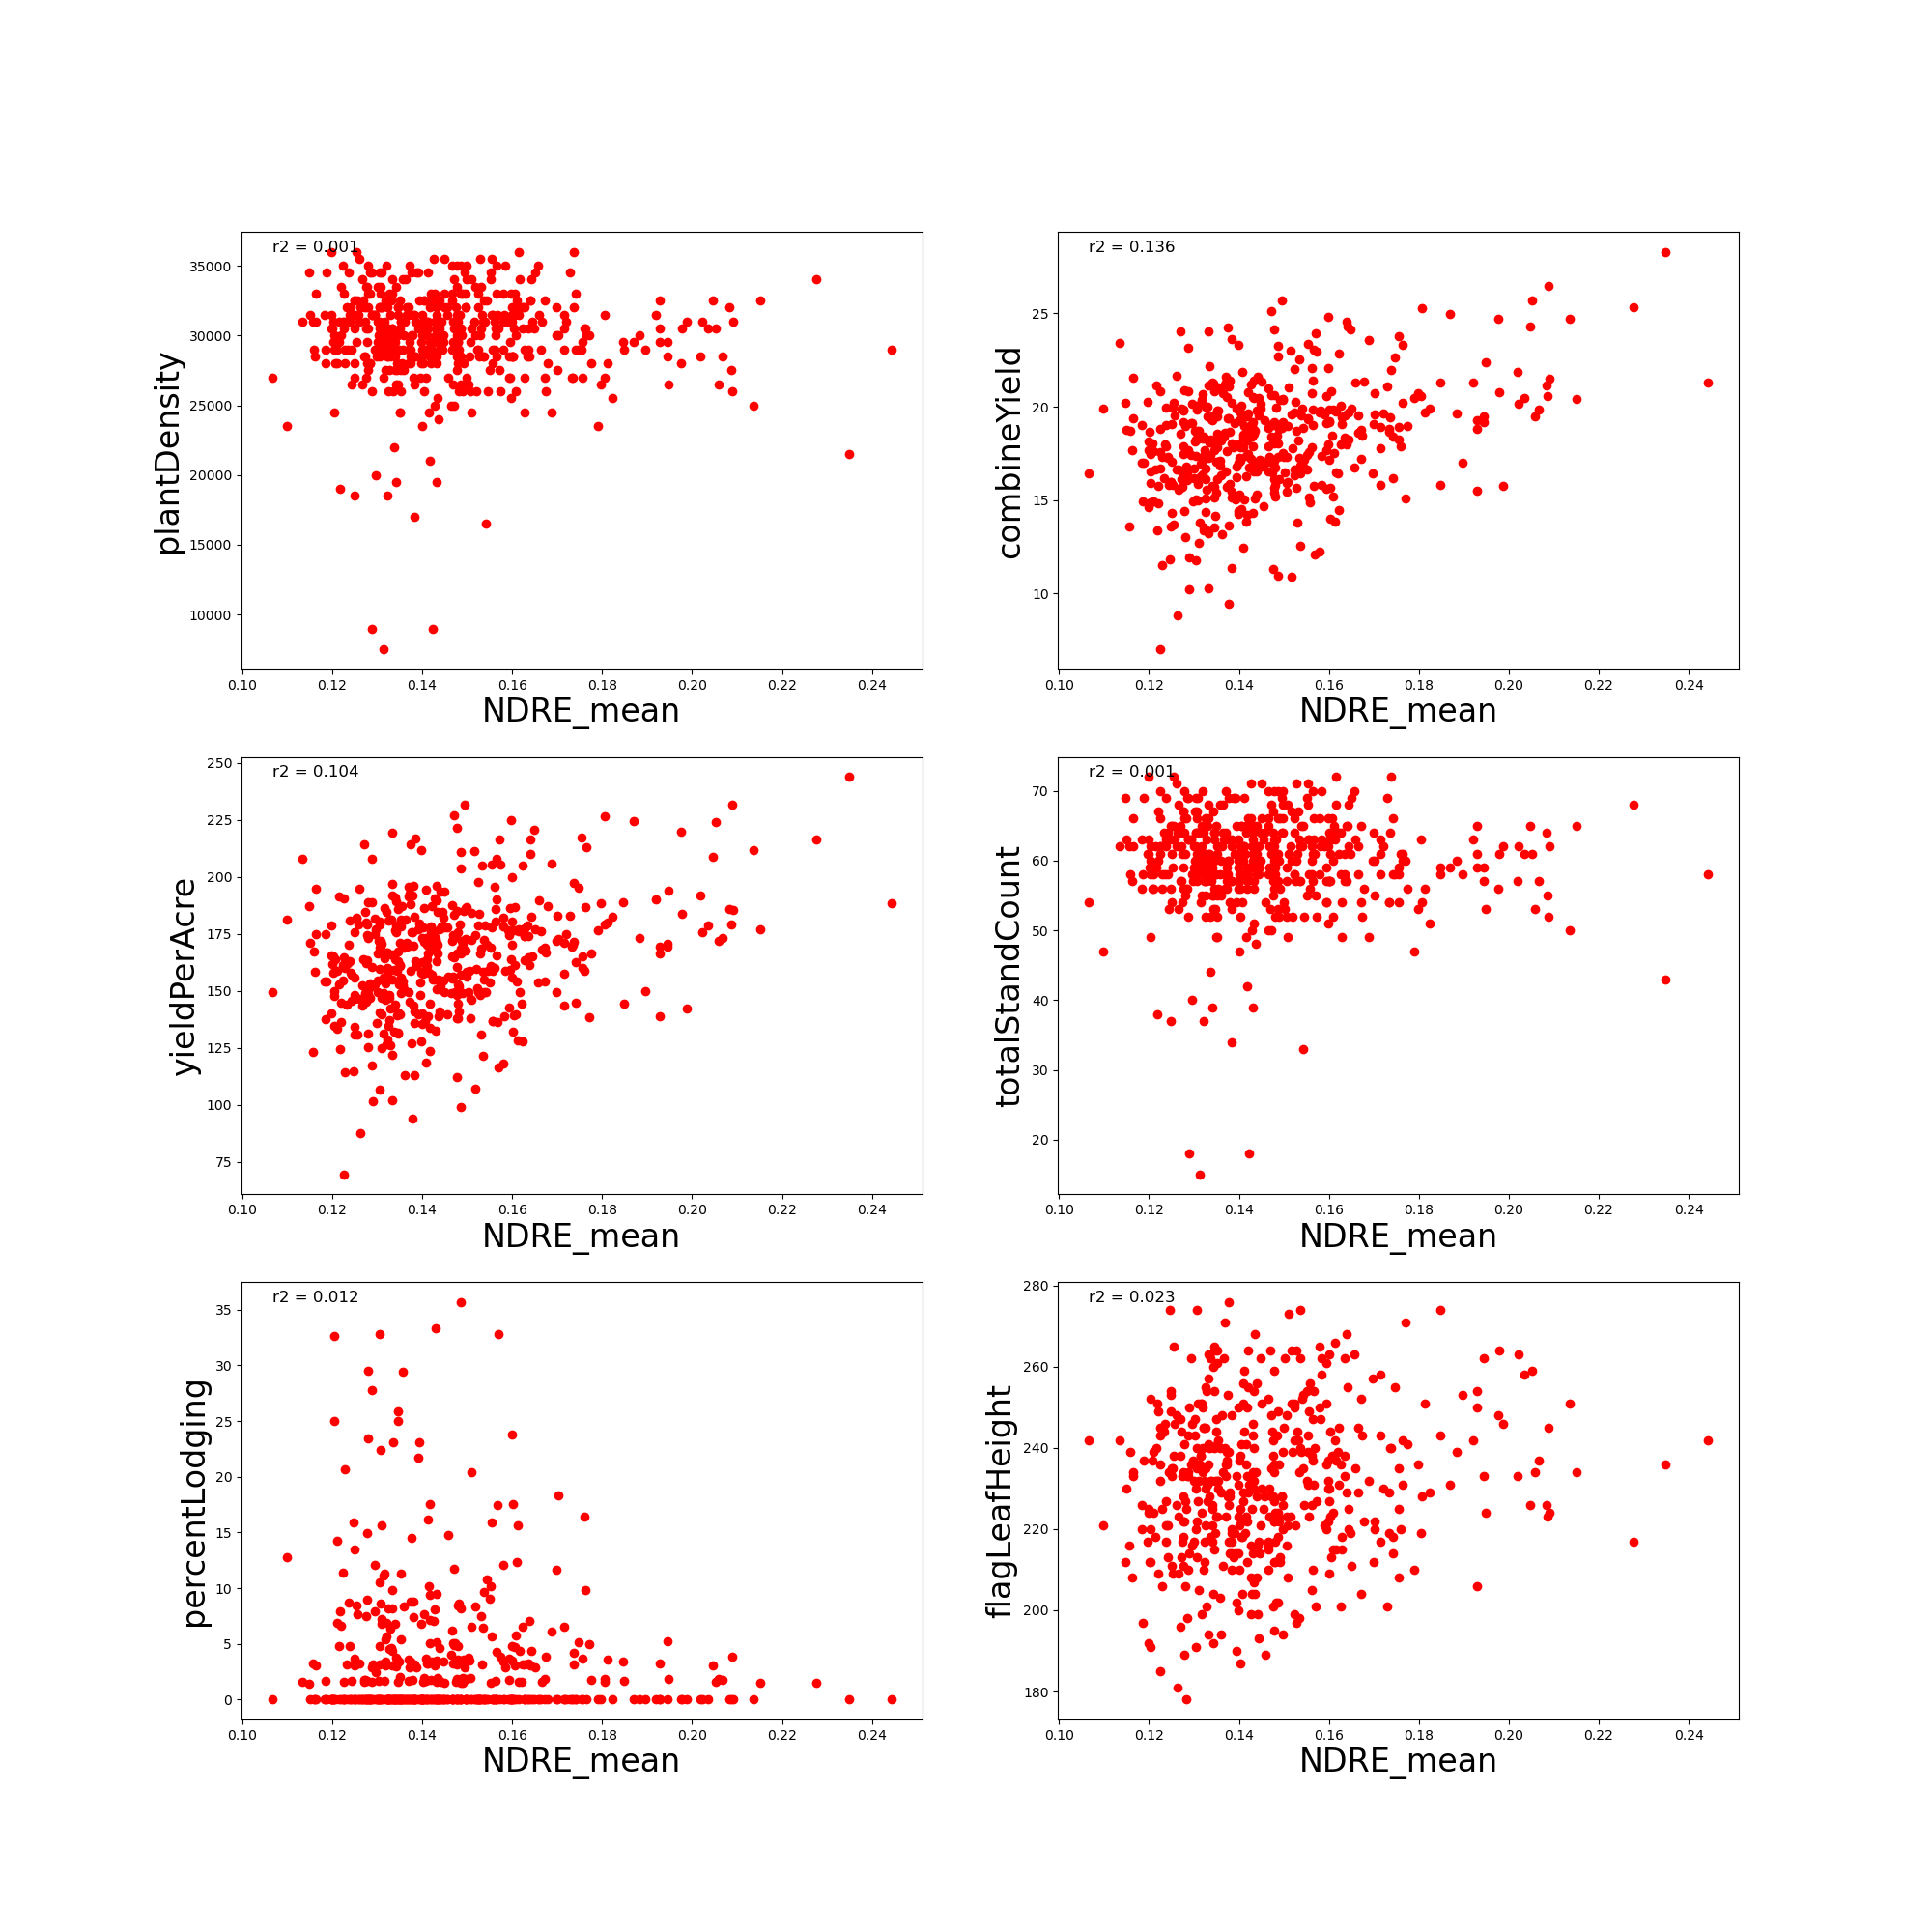 r2 = 0.001
plantDensity
35000
30000
25000
20000
15000
10000
0.10 0.12 0.14 0.16 0.18 0.20 0.22 0.24
NDRE_mean
r2 = 0.136
combineYield
25
20
15
10
0.10 0.12 0.14 0.16 0.18 0.20 0.22 0.24
NDRE_mean
r2 = 0.104
yieldPerAcre
250
225
200
175
150
125
100
75
0.10 0.12 0.14 0.16 0.18 0.20 0.22 0.24
NDRE_mean
r2 = 0.001
totalStandCount
70
60
50
40
30
20
0.10 0.12 0.14 0.16 0.18 0.20 0.22 0.24
NDRE_mean
r2 = 0.012
percentLodging
35
30
25
20
15
10
5
0
0.10 0.12 0.14 0.16 0.18 0.20 0.22 0.24
NDRE_mean
r2 = 0.023
flagLeafHeight
280
260
240
220
200
180
0.10 0.12 0.14 0.16 0.18 0.20 0.22 0.24
NDRE_mean